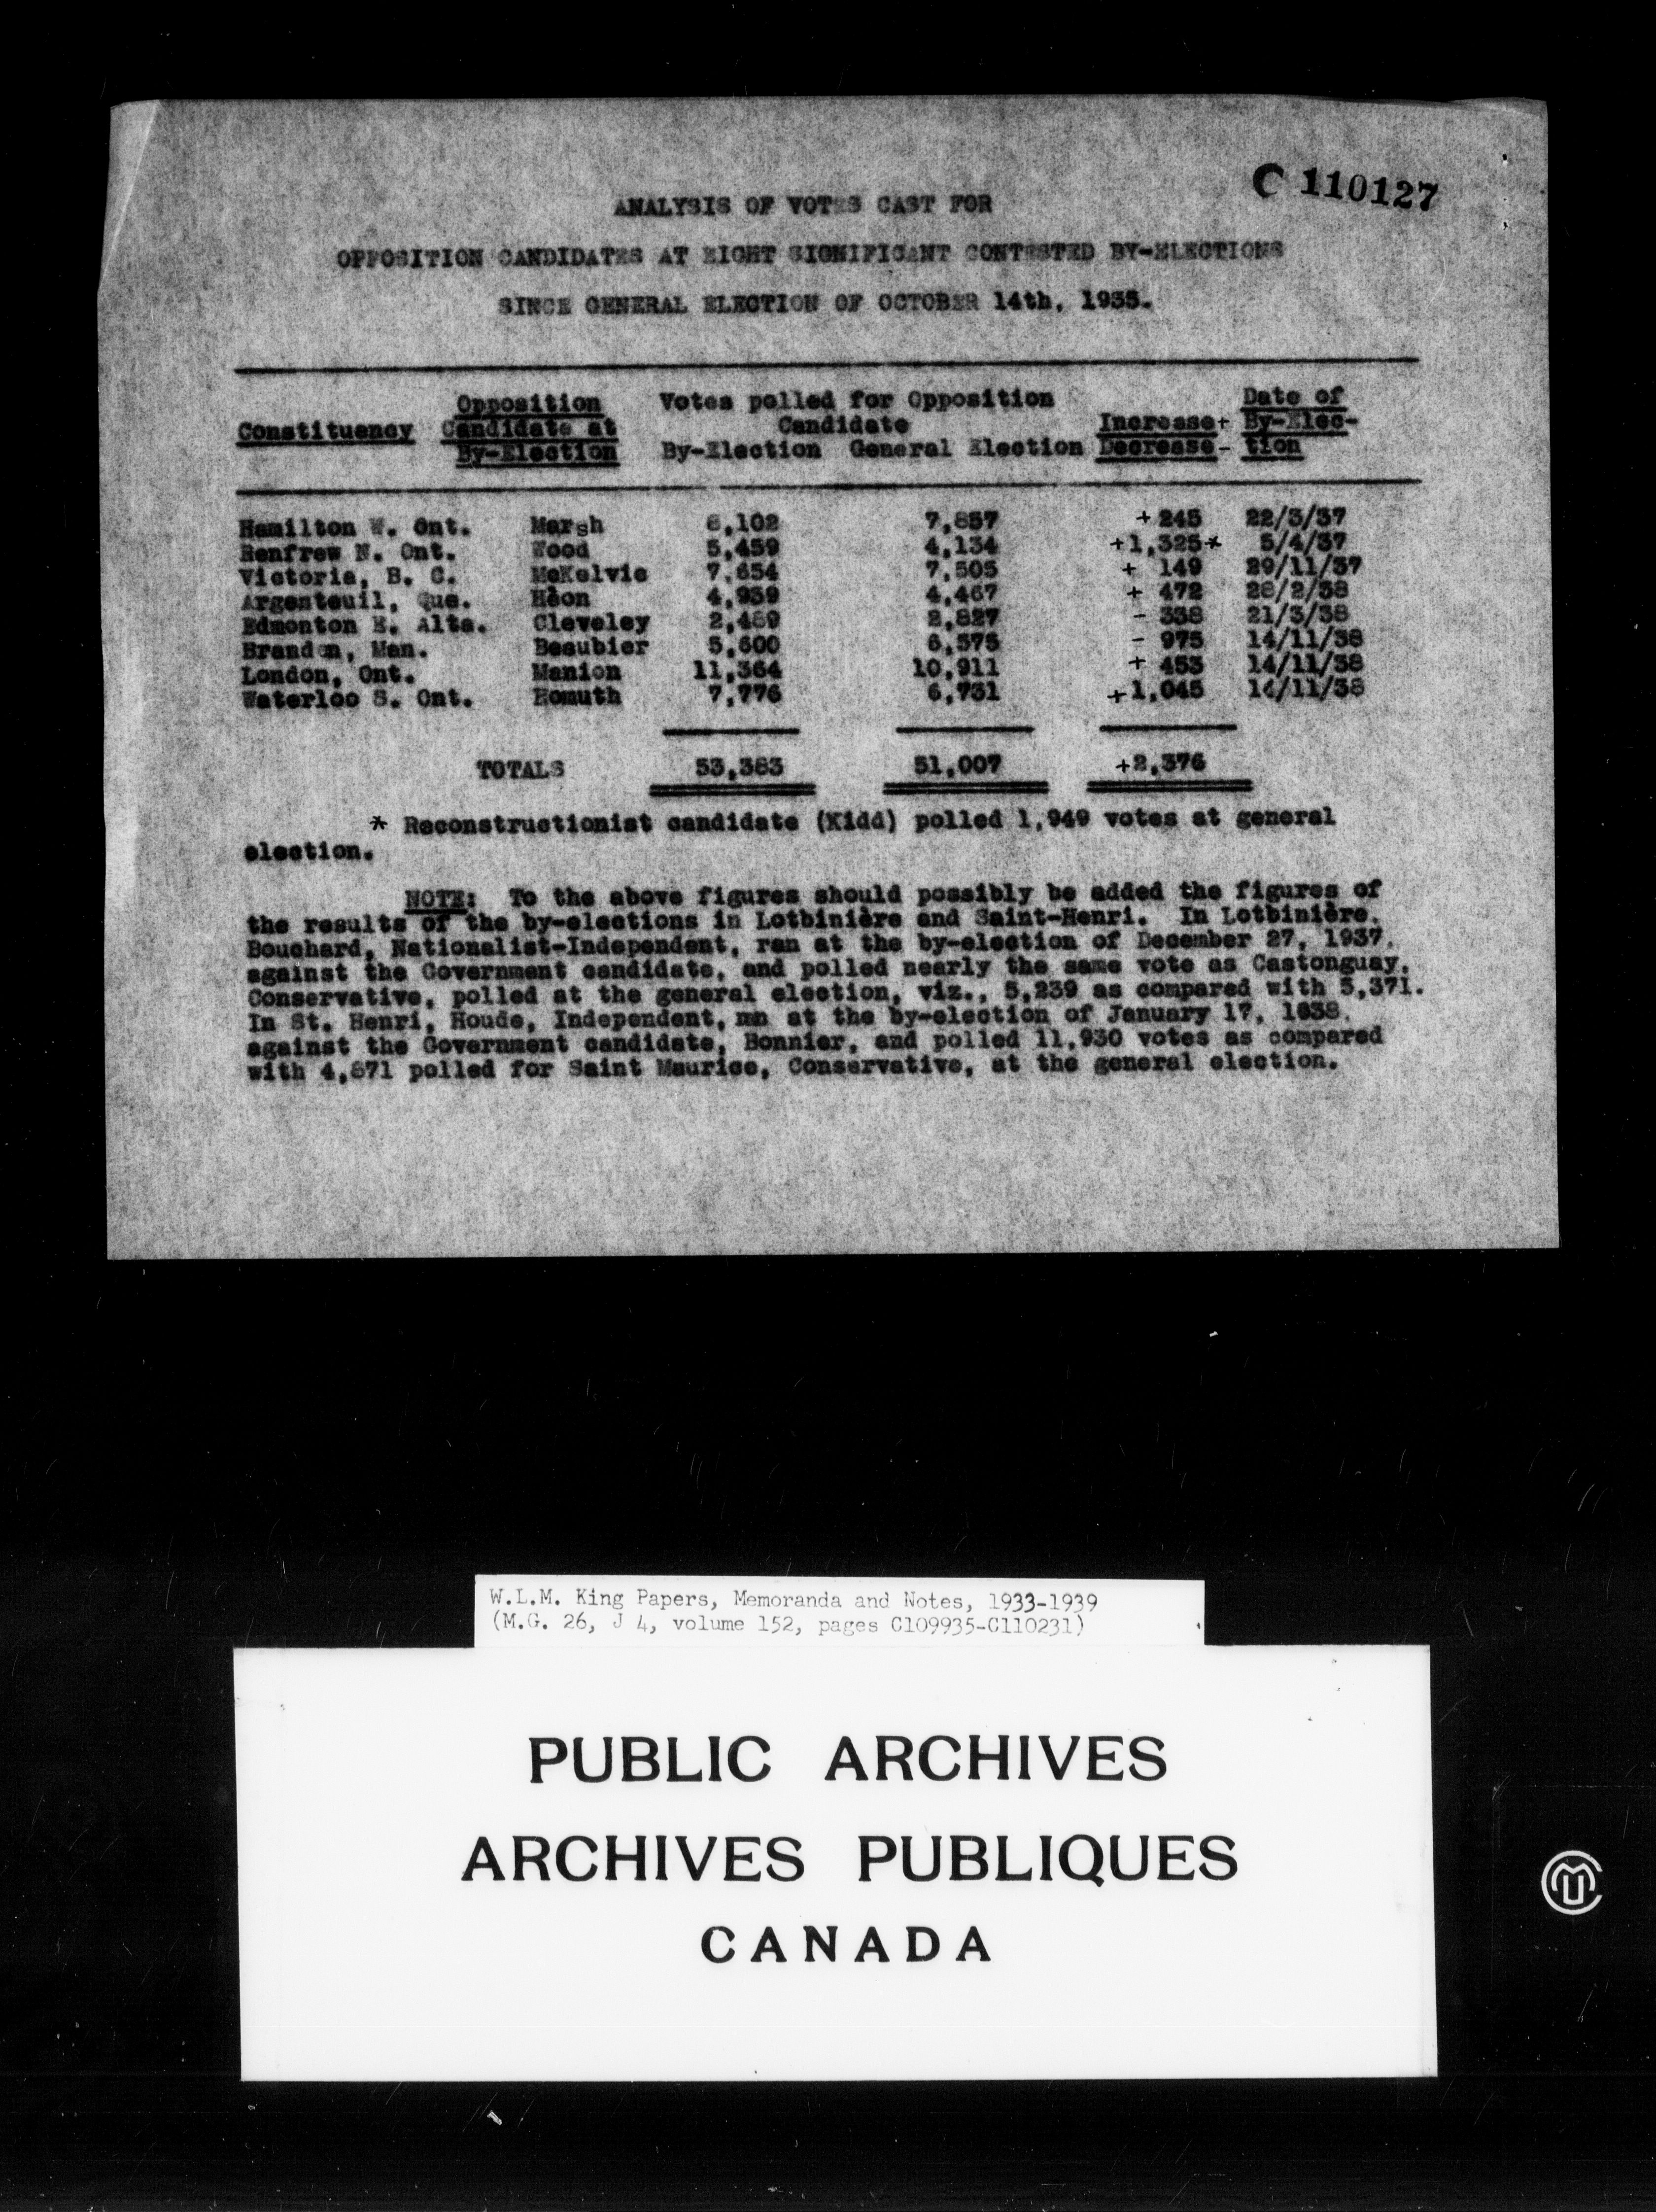 C 110127
ANALYSIS OF VOTES CAST FOR
OPPOSITION CANDIDATES AT EIGHT SIGNIFICANT CONTESTED BY-ELECTIONS
SINCE GENERAL ELECTION OF OCTOBER 14th, 1935.
Opposition Votes polled for Opposition Date of
Constituency Candidate at Candidate Increase+ By-Elec-
By-Election By-Election General Election Decrease- tion
Hamilton W. Ont. Marsh 8,102 7,857 +245 22/3/37
Renfrew N. Ont. Wood 5,459 4,134 +1,325* 5/4/37
Victoria, B. C. McKelvie 7,654 7,505 + 149 29/11/37
Argenteuil, Que. Héon 4,939 4,467 + 472 28/2/38
Edmonton E. Alta. Cleveley 2,489 2,827 - 338 21/3/38
Brandon, Man. Beaubier 5,600 6,575 - 975 14/11/38
London, Ont. Manion 11,364 10,911 + 453 14/11/38
Waterloo S. Ont. Homuth 7,776 6,731 +1,045 14/11/38
TOTALS 53,383 51,007 +2,376
* Reconstructionist candidate (Kidd) polled 1,949 votes at general
election.
NOTE: To the above figures should possibly be added the figures of
the results of the by-elections in Lotbinière and Saint-Henri. In Lotbinière,
Bouchard, Nationalist-Independent, ran at the by-election of December 27, 1937,
against the Government candidate, and polled nearly the same vote as Castonguay,
Conservative, polled at the general election, viz., 5,239 as compared with 5,371.
In St. Henri, Houde, Independent, ran at the by-election of January 17, 1938,
against the Government candidate, Bonnier, and polled 11,930 votes as compared
with 4,871 polled for Saint Maurice, Conservative, at the general election.
W.L.M. King Papers, Memoranda and Notes, 1933-1939
(M.G. 26, J 4, volume 152, pages C109935-C110231)
PUBLIC ARCHIVES
ARCHIVES PUBLIQUES
CANADA